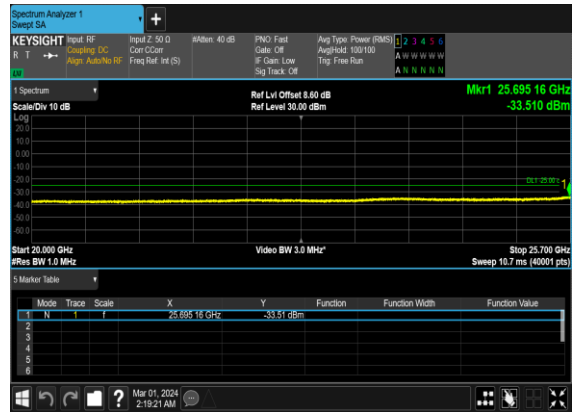 Spectrum Analyzer 1
Swept SA
+
KEYSIGHT Input: RF Input Z: 50 Ω #Atten: 40 dB PNO: Fast Avg Type: Power (RMS) 1 2 3 4 5 6
R T Coupling: DC Corr CCorr Gate: Off Avg|Hold: 100/100 A W W W W W
Align: Auto/No RF Freq Ref: Int (S) IF Gain: Low Trig: Free Run
Sig Track: Off A N N N N N
LXI
1 Spectrum Ref Lvl Offset 8.60 dB Mkr1 25.695 16 GHz
Scale/Div 10 dB Ref Level 30.00 dBm -33.510 dBm
Log
20.0
10.0
0.00
-10.0
-20.0 DL1 -25.00
-30.0 1
-40.0
-50.0
-60.0
Start 20.000 GHz Video BW 3.0 MHz* Stop 25.700 GHz
#Res BW 1.0 MHz Sweep 10.7 ms (40001 pts)
5 Marker Table
Mode Trace Scale X Y Function Function Width Function Value
1 N 1 f 25.695 16 GHz -33.51 dBm
2
3
4
5
6
? Mar 01, 2024
2:19:21 AM